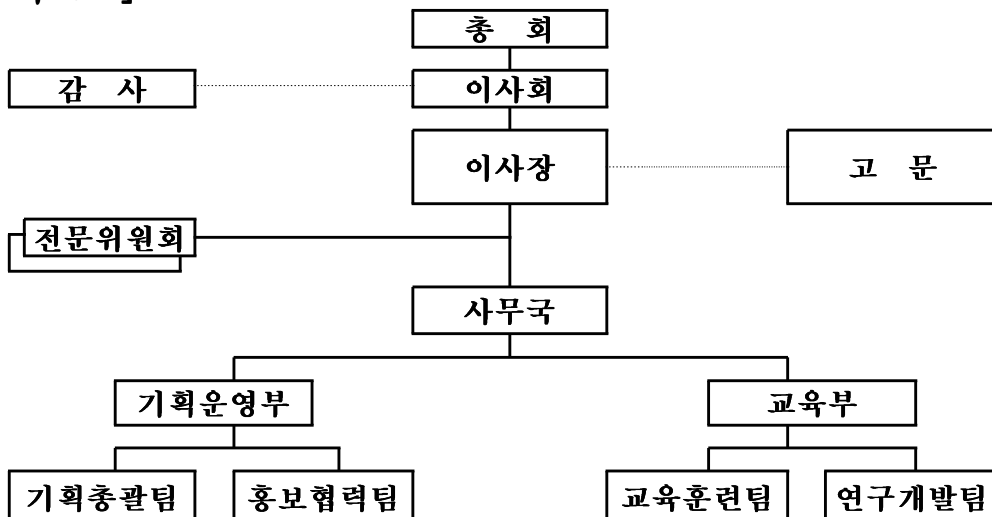 총 회
감 사
이사회
이사장
고 문
전문위원회
사무국
기획운영부
교육부
기획총괄팀
홍보협력팀
교육훈련팀
연구개발팀